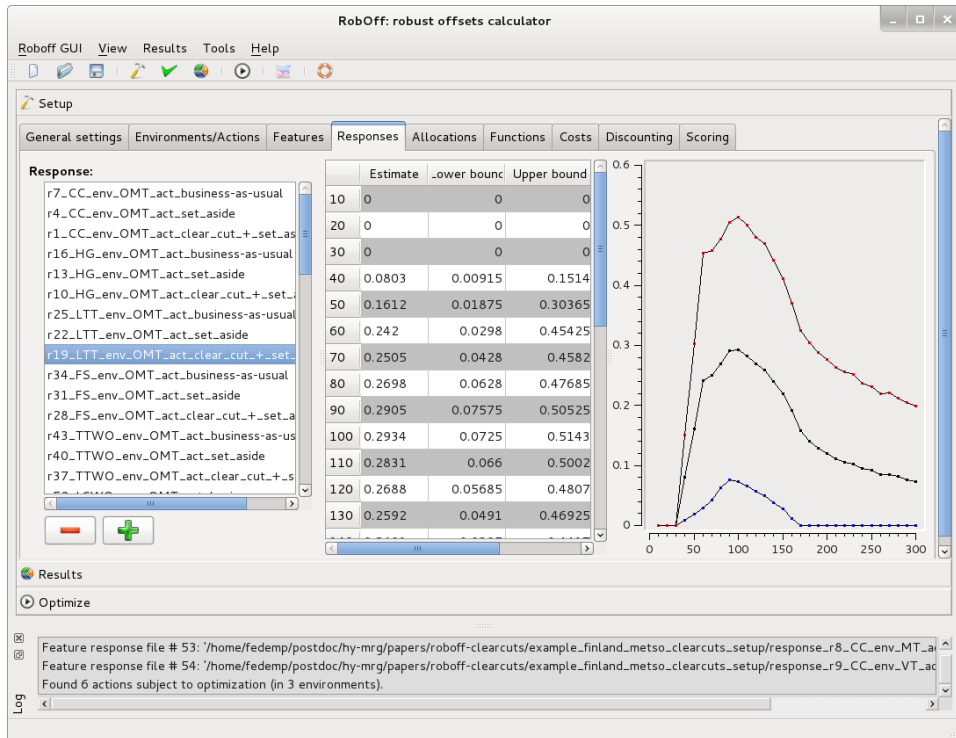 RobOff: robust offsets calculator
Roboff GUI View Results Tools Help
Setup
General settings Environments/Actions Features Responses Allocations Functions Costs Discounting Scoring
Response:
r7_CC_env_OMT_act_business-as-usual
r4_CC_env_OMT_act_set_aside
r1_CC_env_OMT_act_clear_cut_+_set_as
r16_HG_env_OMT_act_business-as-usual
r13_HG_env_OMT_act_set_aside
r10_HG_env_OMT_act_clear_cut_+_set_a
r25_LTT_env_OMT_act_business-as-usual
r22_LTT_env_OMT_act_set_aside
r19_LTT_env_OMT_act_clear_cut_+_set_
r34_FS_env_OMT_act_business-as-usual
r31_FS_env_OMT_act_set_aside
r28_FS_env_OMT_act_clear_cut_+_set_a
r43_TTWO_env_OMT_act_business-as-us
r40_TTWO_env_OMT_act_set_aside
r37_TTWO_env_OMT_act_clear_cut_+_s
Estimate Lower bound Upper bound
10 0 0 0
20 0 0 0
30 0 0 0
40 0.0803 0.00915 0.1514
50 0.1612 0.01875 0.30365
60 0.242 0.0298 0.45425
70 0.2505 0.0428 0.4582
80 0.2698 0.0628 0.47685
90 0.2905 0.07575 0.50525
100 0.2934 0.0725 0.5143
110 0.2831 0.066 0.5002
120 0.2688 0.05685 0.4807
130 0.2592 0.0491 0.46925
0.6
0.5
0.4
0.3
0.2
0.1
0
0 50 100 150 200 250 300
Results
Optimize
Log
Feature response file # 53: '/home/fedemp/postdoc/hy-mrg/papers/roboff-clearcuts/example_finland_metso_clearcuts_setup/response_r8_CC_env_MT_ac
Feature response file # 54: '/home/fedemp/postdoc/hy-mrg/papers/roboff-clearcuts/example_finland_metso_clearcuts_setup/response_r9_CC_env_VT_ac
Found 6 actions subject to optimization (in 3 environments).